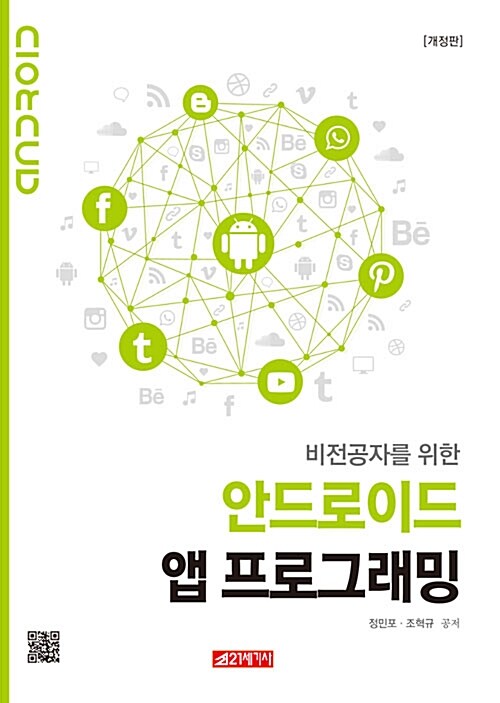 ANDROID
[개정판]
비전공자를 위한
안드로이드
앱 프로그래밍
정민포 · 조혁규 공저
21세기사